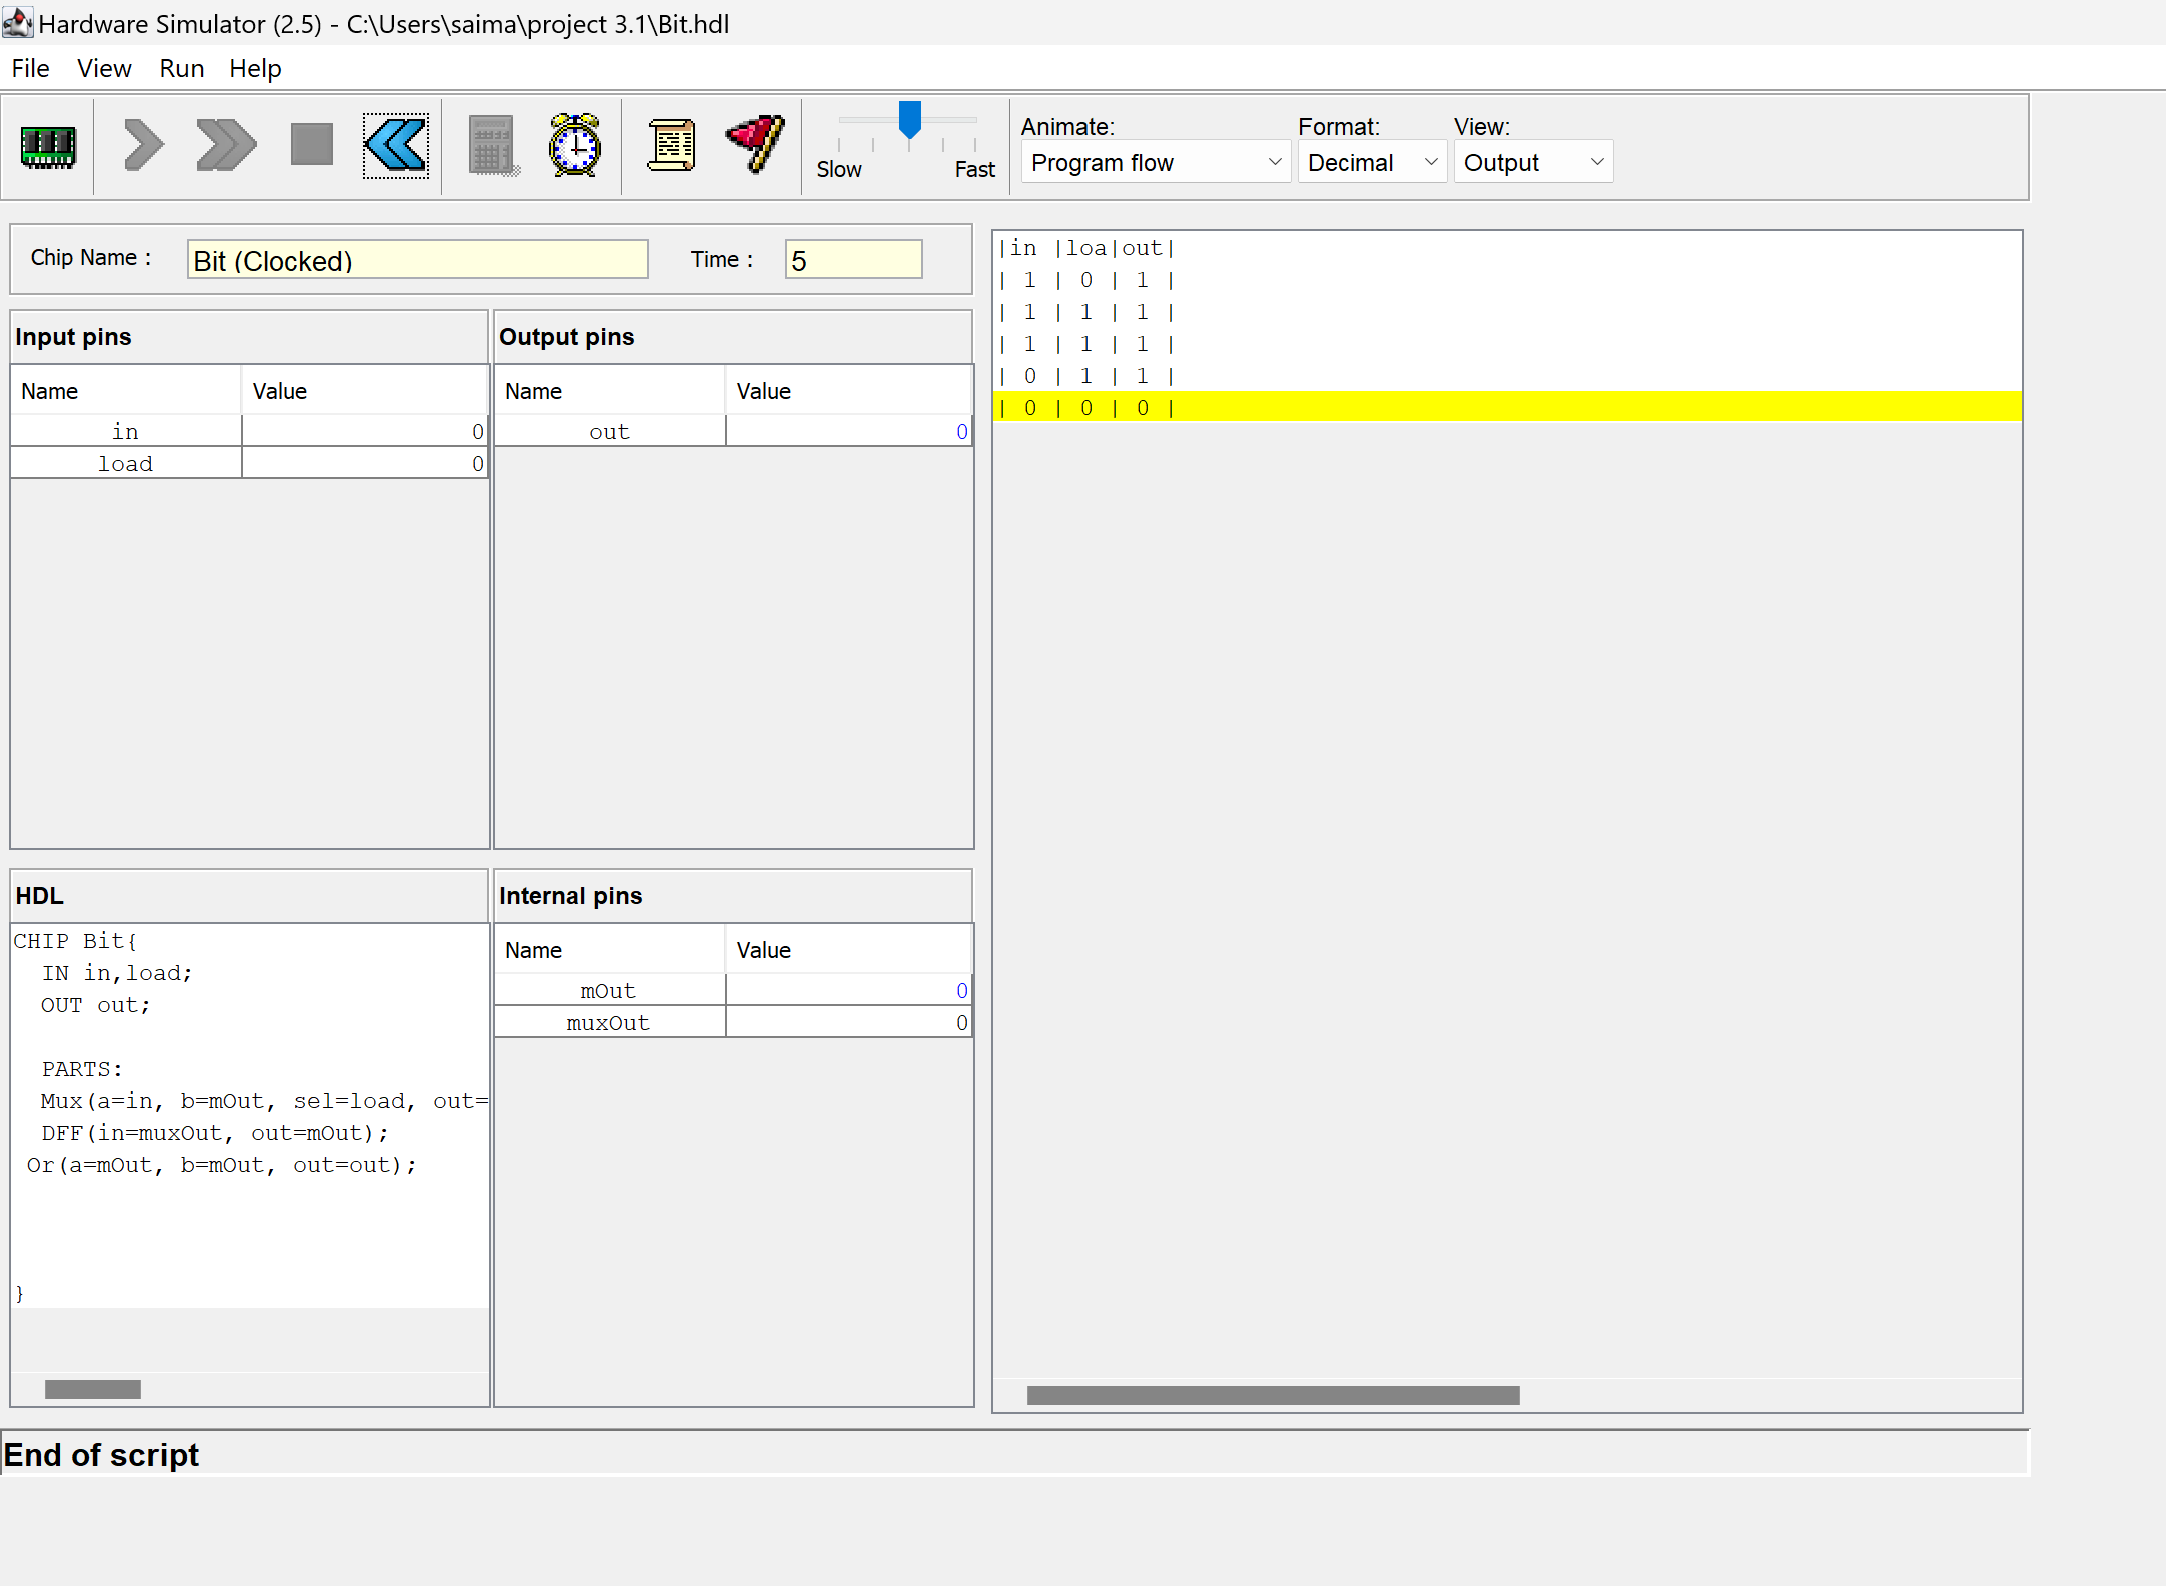 Hardware Simulator (2.5) - C:\Users\saima\project 3.1\Bit.hdl
File View Run Help
Slow Fast
Animate: Format: View:
Program flow Decimal Output
Chip Name : Bit (Clocked) Time : 5
Input pins
Name Value
in 0
load 0
Output pins
Name Value
out 0
HDL
CHIP Bit{
IN in,load;
OUT out;
PARTS:
Mux(a=in, b=mOut, sel=load, out=
DFF(in=muxOut, out=mOut);
Or(a=mOut, b=mOut, out=out);
}
Internal pins
Name Value
mOut 0
muxOut 0
|in |loa|out|
| 1 | 0 | 1 |
| 1 | 1 | 1 |
| 1 | 1 | 1 |
| 0 | 1 | 1 |
| 0 | 0 | 0 |
End of script